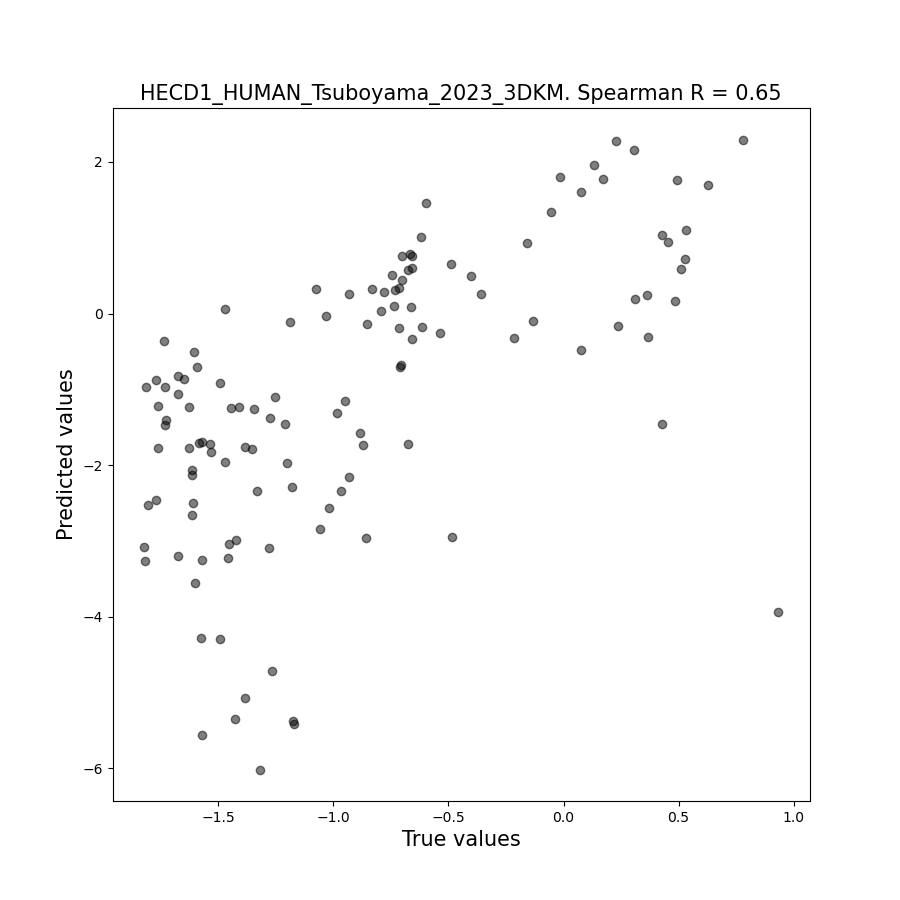 HECD1_HUMAN_Tsuboyama_2023_3DKM. Spearman R = 0.65
2
0
−2
−4
−6
Predicted values
−1.5 −1.0 −0.5 0.0 0.5 1.0
True values